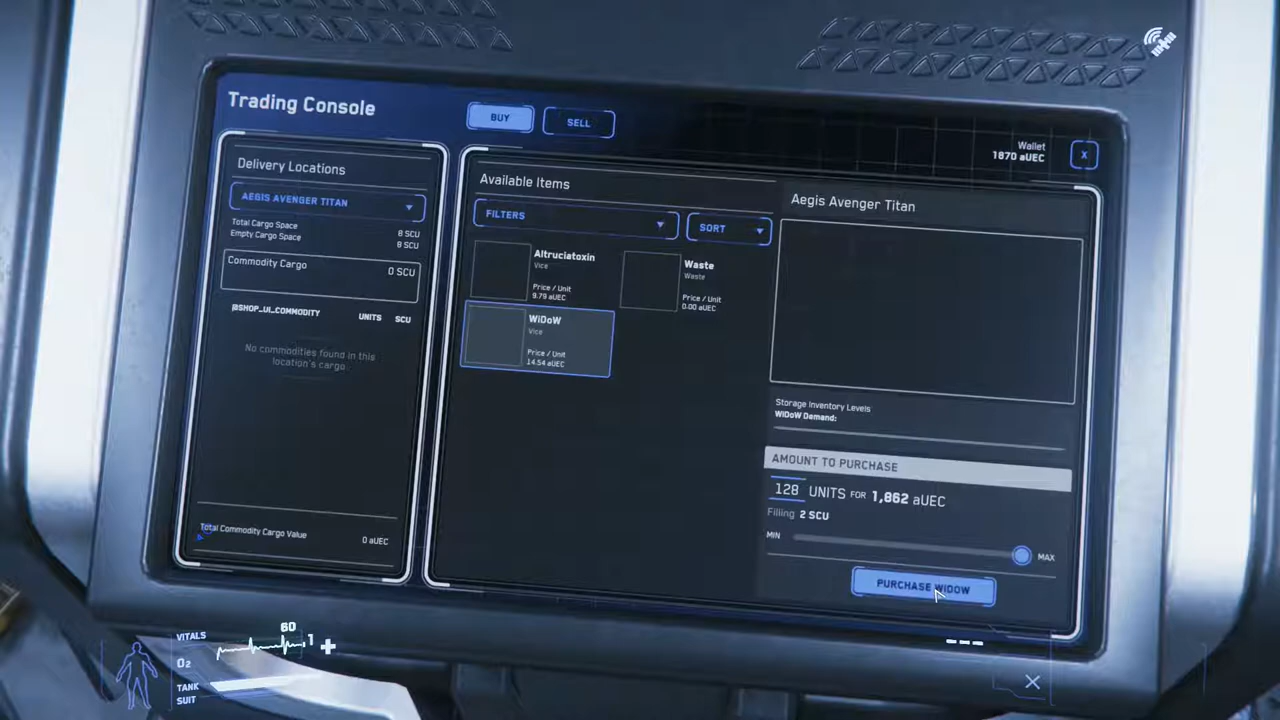 Trading Console
BUY
SELL
Wallet
1870 aUEC
X
Delivery Locations
AEGIS AVENGER TITAN
Total Cargo Space 8 SCU
Empty Cargo Space 8 SCU
Commodity Cargo 0 SCU
@SHOP_UI_COMMODITY UNITS SCU
No commodities found in this
location's cargo.
Total Commodity Cargo Value 0 aUEC
Available Items
FILTERS
SORT
Altruciatoxin
Vice
Price / Unit
9.79 aUEC
Waste
Waste
Price / Unit
0.00 aUEC
WiDoW
Vice
Price / Unit
14.54 aUEC
Aegis Avenger Titan
Storage Inventory Levels
WiDoW Demand:
AMOUNT TO PURCHASE
128 UNITS FOR 1,862 aUEC
Filling 2 SCU
MIN
MAX
PURCHASE WIDOW
VITALS
60
1
O2
TANK
SUIT